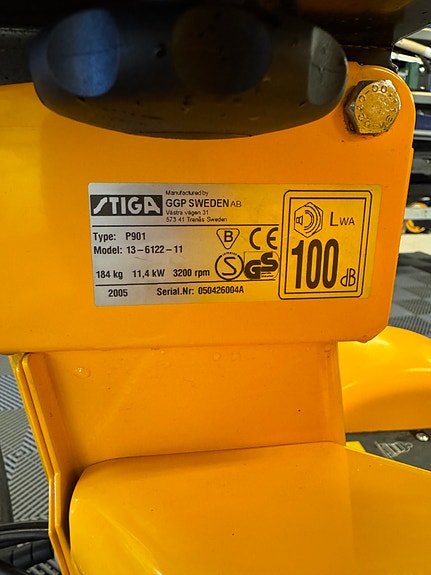 STIGA
Manufactured by
GGP SWEDEN AB
Västra vägen 31
573 41 Tranås Sweden
Type: P901
Model: 13-6122-11
B CE
184 kg 11,4 kW 3200 rpm
S GS
2005 Serial.Nr: 050426004A
LWA
100
dB